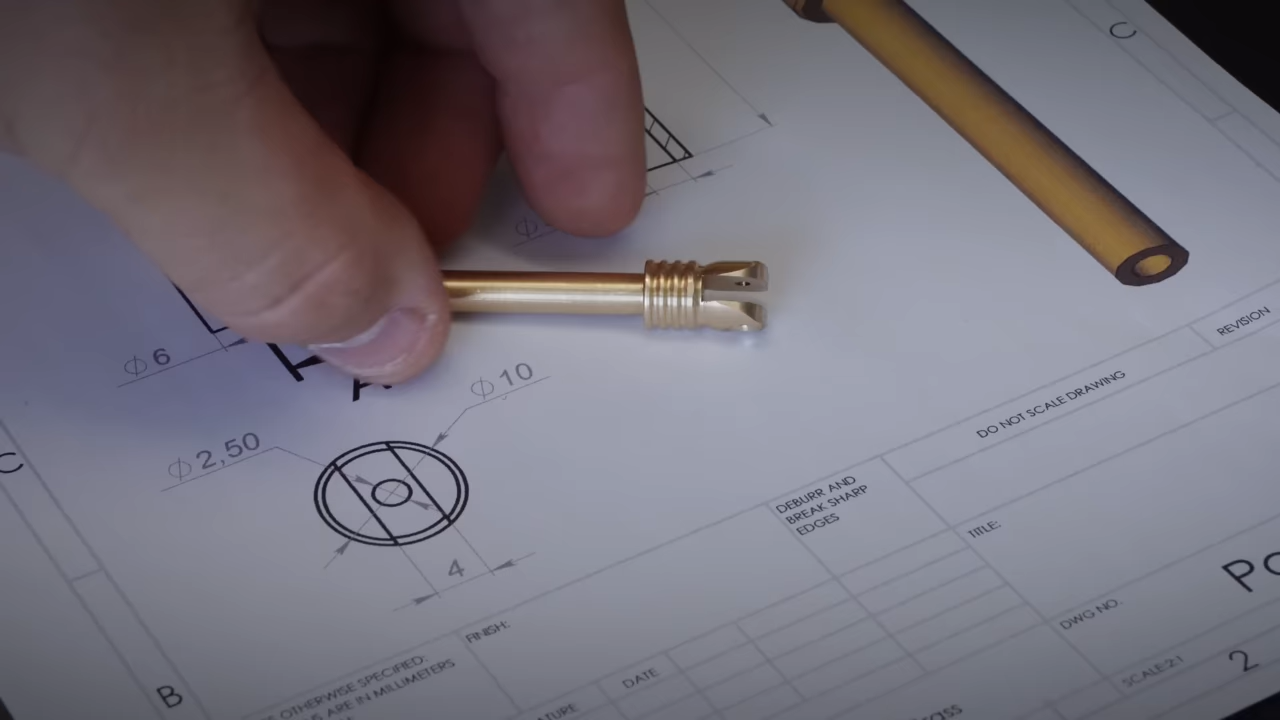 C
Φ6
A
Φ10
Φ2,50
C
4
REVISION
DO NOT SCALE DRAWING
DEBURR AND
BREAK SHARP
EDGES
TITLE:
FINISH:
DWG NO.
OTHERWISE SPECIFIED:
ARE IN MILLIMETERS
DATE
SCALE:2:1
2
B